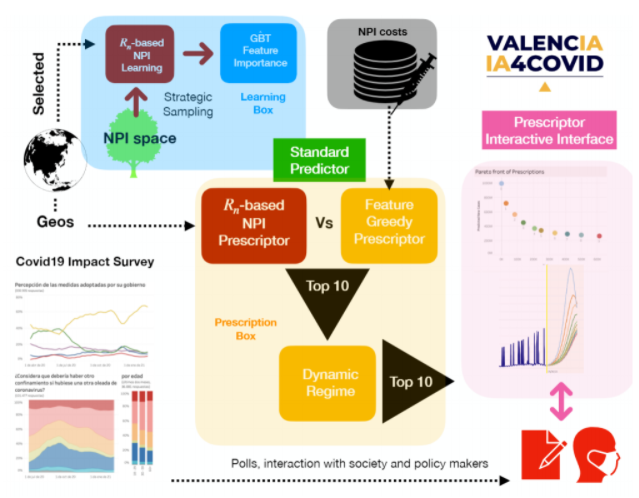 Selected
Rn-based
NPI
Learning
GBT
Feature
Importance
Strategic
Sampling
Learning
Box
NPI space
NPI costs
VALENCIA
IA4COVID
Geos
Standard
Predictor
Rn-based
NPI
Prescriptor
Vs
Feature
Greedy
Prescriptor
Top 10
Prescription
Box
Dynamic
Regime
Top 10
Prescriptor
Interactive Interface
Pareto front of Prescriptions
Covid19 Impact Survey
Percepción de las medidas adoptadas por su gobierno
¿Considera que debería haber otro
confinamiento si hubiese una otra oleada de
coronavirus?
por edad
Polls, interaction with society and policy makers